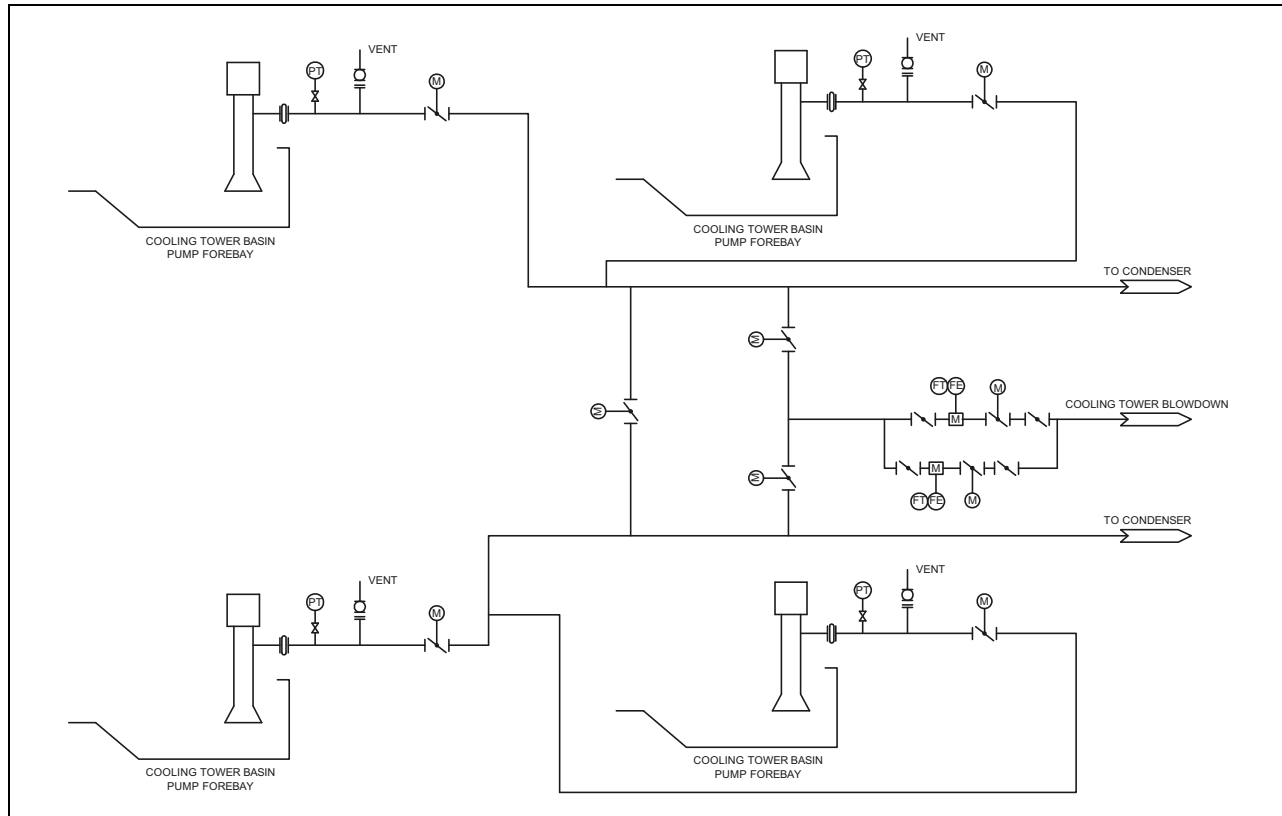 VENT
PT
M
COOLING TOWER BASIN
PUMP FOREBAY
VENT
PT
M
COOLING TOWER BASIN
PUMP FOREBAY
TO CONDENSER
M
M
M
FT FE M
M
COOLING TOWER BLOWDOWN
M
FT FE M
TO CONDENSER
VENT
PT
M
COOLING TOWER BASIN
PUMP FOREBAY
VENT
PT
M
COOLING TOWER BASIN
PUMP FOREBAY